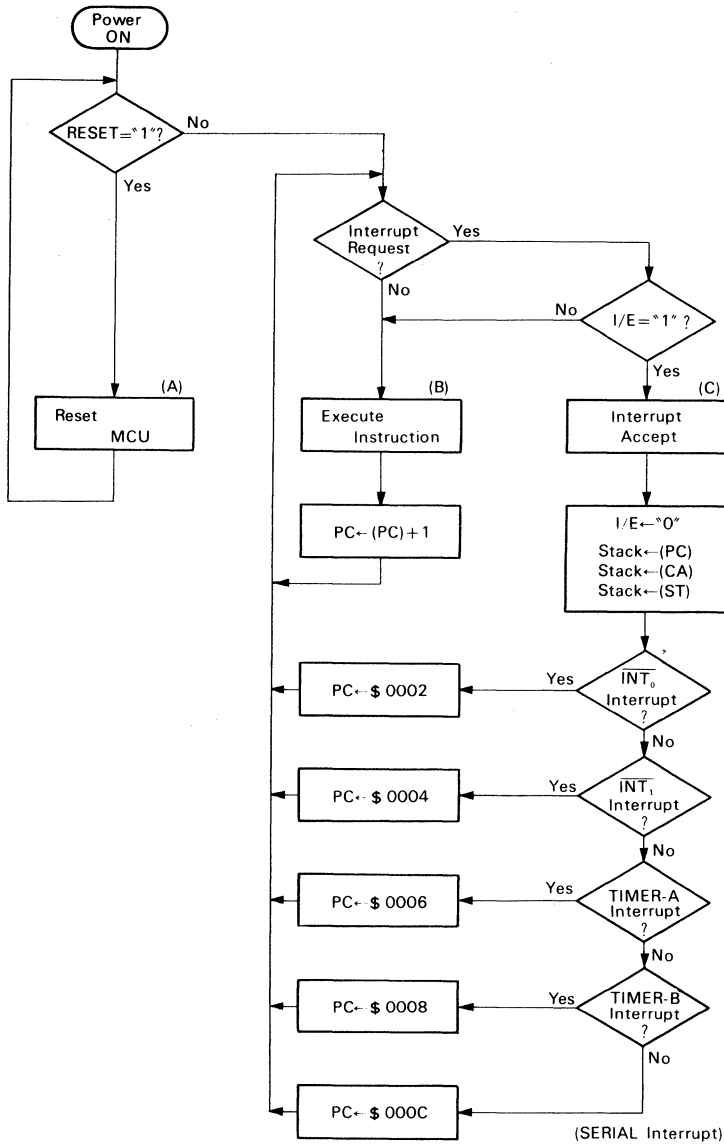 Power
ON
RESET="1"?
No
Yes
Interrupt
Request
?
Yes
No
No
I/E="1"?
Yes
(A)
Reset
MCU
(B)
Execute
Instruction
(C)
Interrupt
Accept
PC←(PC)+1
I/E←"0"
Stack←(PC)
Stack←(CA)
Stack←(ST)
PC←$0002
Yes
INT₀
Interrupt
?
No
PC←$0004
Yes
INT₁
Interrupt
?
No
PC←$0006
Yes
TIMER-A
Interrupt
?
No
PC←$0008
Yes
TIMER-B
Interrupt
?
No
PC←$000C
(SERIAL Interrupt)